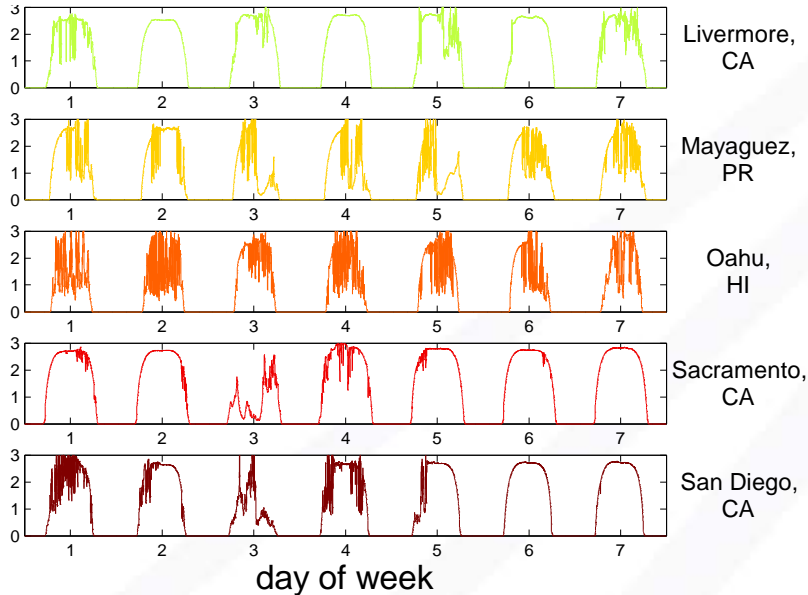 3
2
1
0
1 2 3 4 5 6 7
Livermore,
CA
3
2
1
0
1 2 3 4 5 6 7
Mayaguez,
PR
3
2
1
0
1 2 3 4 5 6 7
Oahu,
HI
3
2
1
0
1 2 3 4 5 6 7
Sacramento,
CA
3
2
1
0
1 2 3 4 5 6 7
San Diego,
CA
day of week